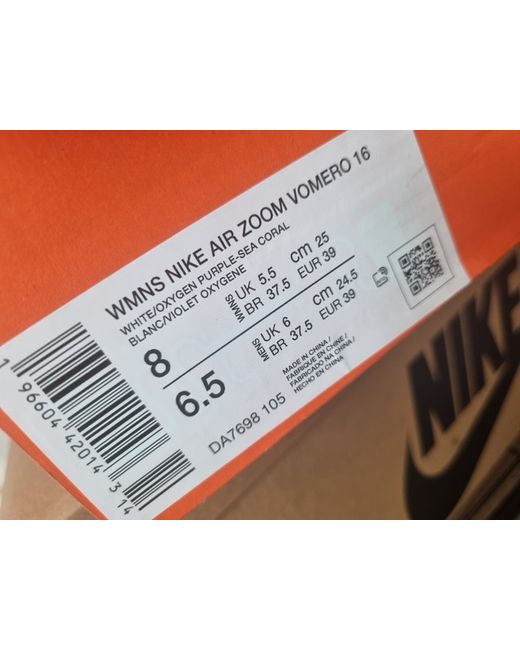 WMNS NIKE AIR ZOOM VOMERO 16
WHITE/OXYGEN PURPLE-SEA CORAL
BLANC/VIOLET OXYGENE
8
WMNS
UK 5.5 cm 25
BR 37.5 EUR 39
6.5
MENS
UK 6 cm 24.5
BR 37.5 EUR 39
DA7698 105
MADE IN CHINA /
FABRIQUE EN CHINE /
FABRICADO NA CHINA /
HECHO EN CHINA
1 96604 42014 3 14
NIKE